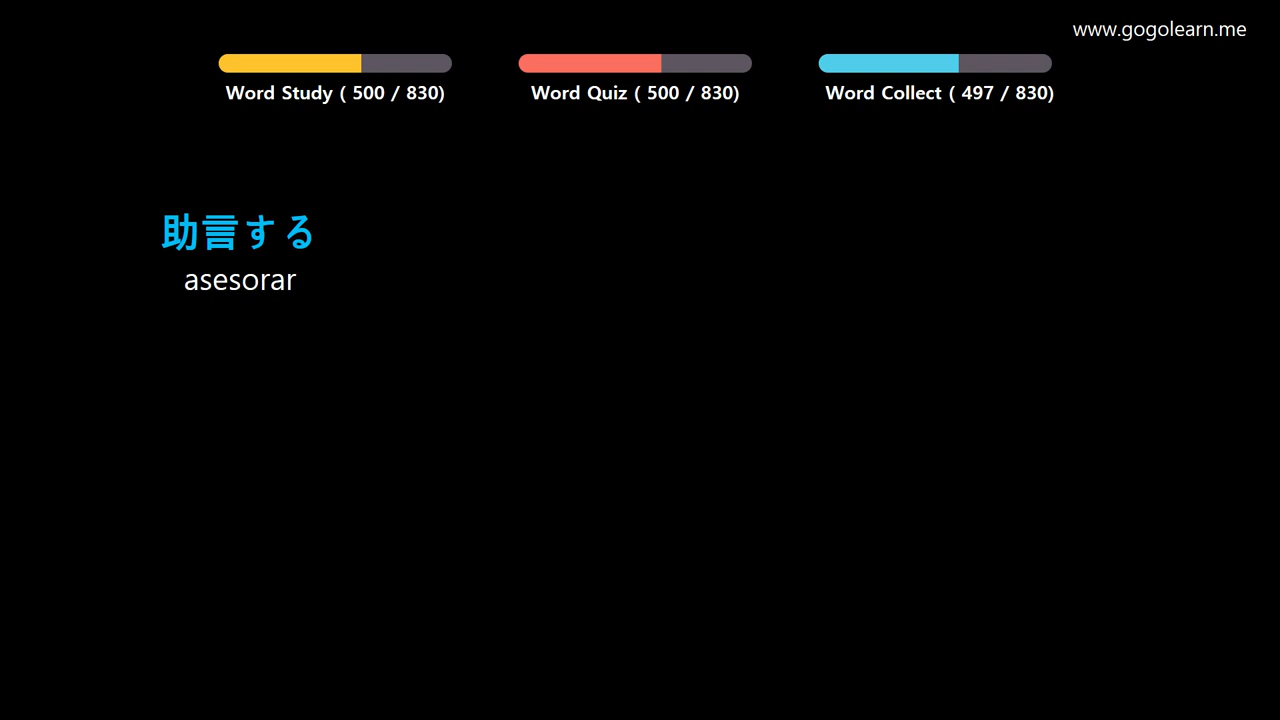 www.gogolearn.me
Word Study ( 500 / 830)
Word Quiz ( 500 / 830)
Word Collect ( 497 / 830)
助言する
asesorar